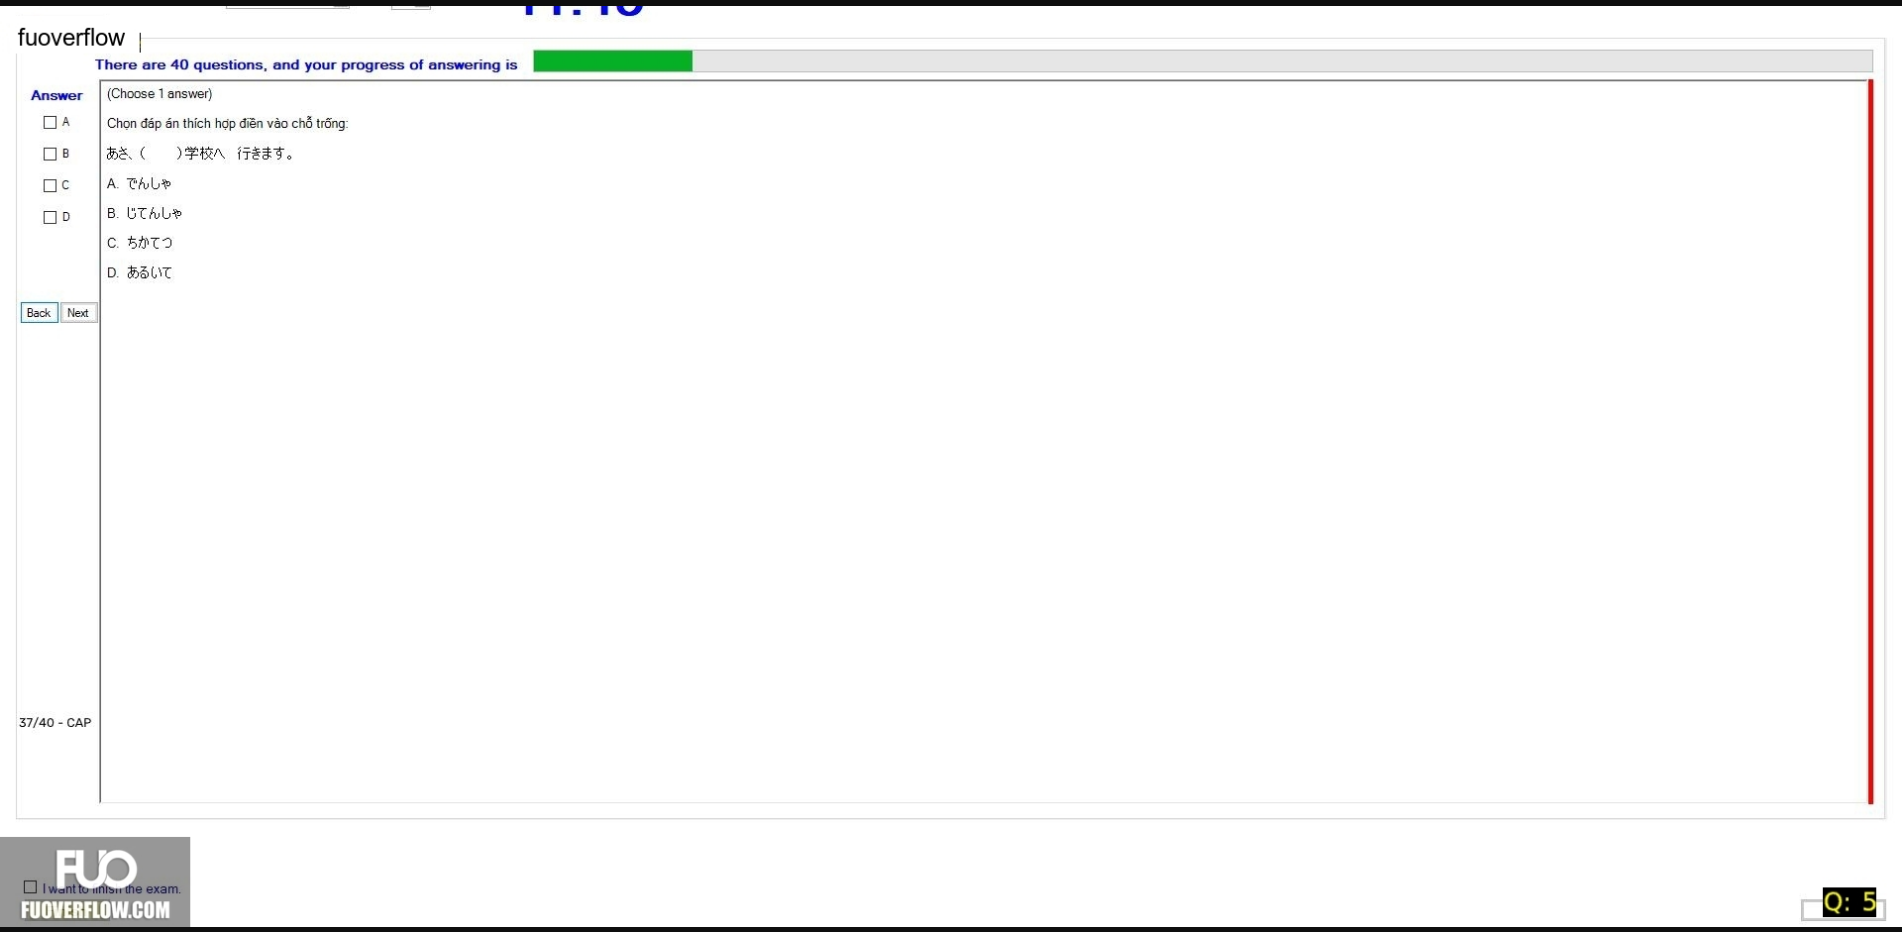 fuoverflow
There are 40 questions, and your progress of answering is
Answer
(Choose 1 answer)
A
Chọn đáp án thích hợp điền vào chỗ trống:
B
あさ、(　　)学校へ　行きます。
C
A. でんしゃ
D
B. じてんしゃ
C. ちかてつ
D. あるいて
Back
Next
37/40 - CAP
FUO
I want to finish the exam.
FUOVERFLOW.COM
Q: 5